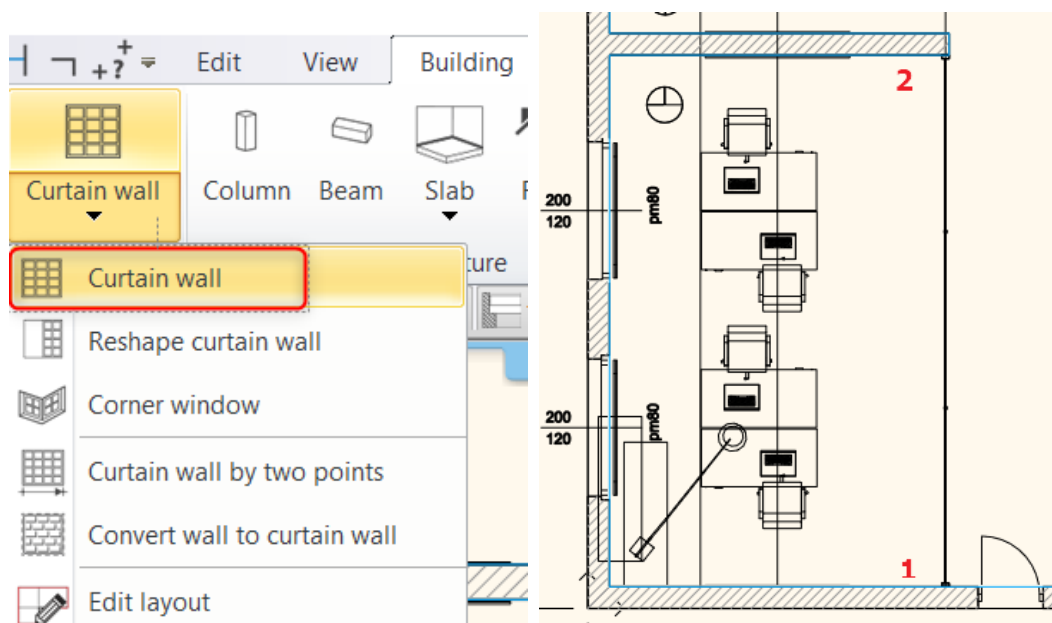 Edit View Building
Curtain wall Column Beam Slab
ture
Curtain wall
Reshape curtain wall
Corner window
Curtain wall by two points
Convert wall to curtain wall
Edit layout
2
200
120
pm80
200
120
pm80
1